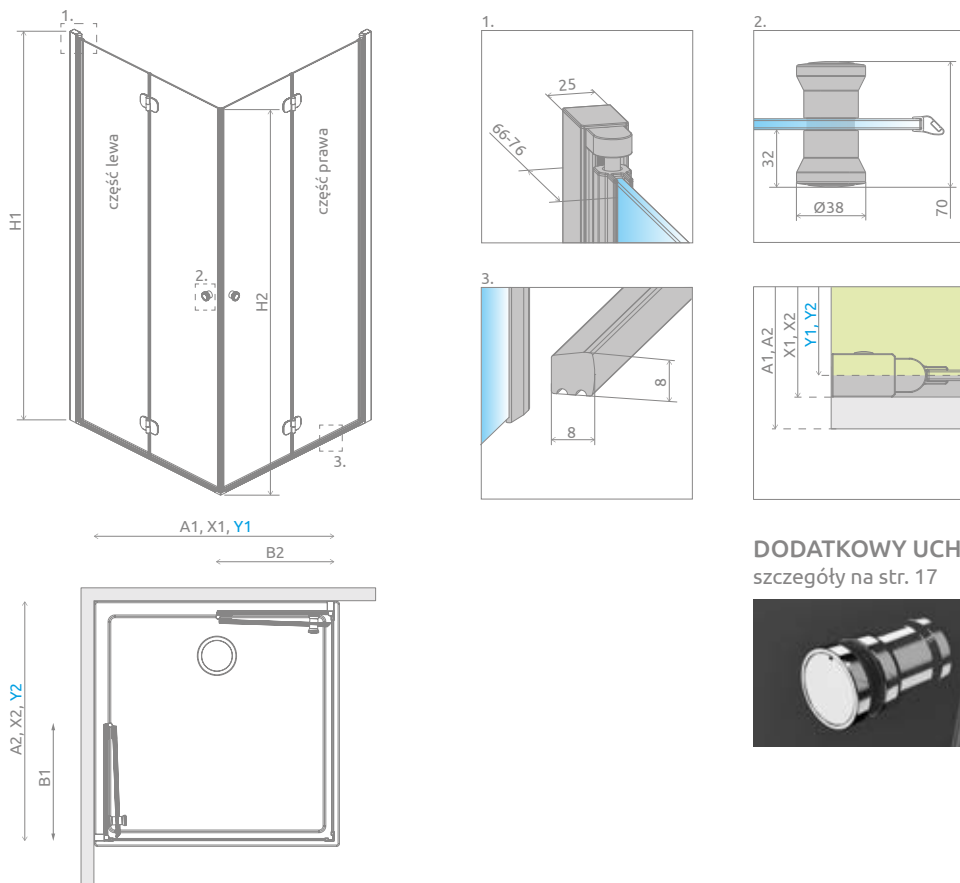 1.
H1
część lewa
część prawa
2.
H2
3.
A1, X1, Y1
B2
A2, X2, Y2
B1
1.
25
66-76
2.
32
Ø38
70
3.
8
8
A1, A2
X1, X2
Y1, Y2
DODATKOWY UCH
szczegóły na str. 17